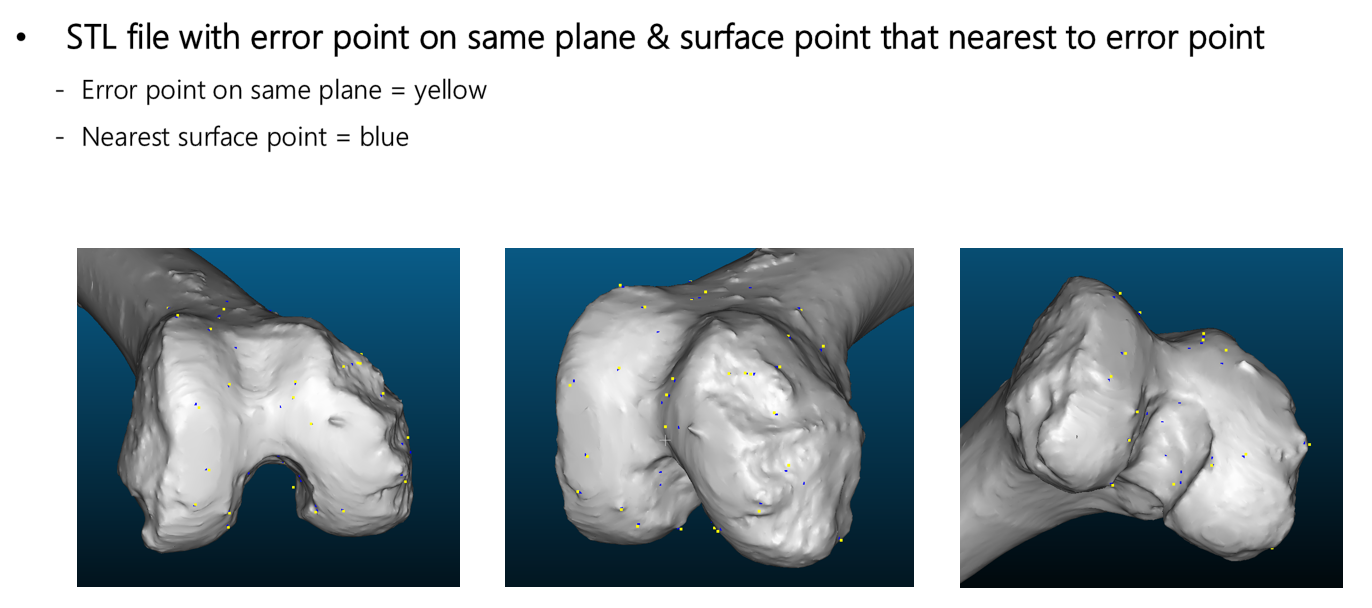 • STL file with error point on same plane & surface point that nearest to error point
- Error point on same plane = yellow
- Nearest surface point = blue